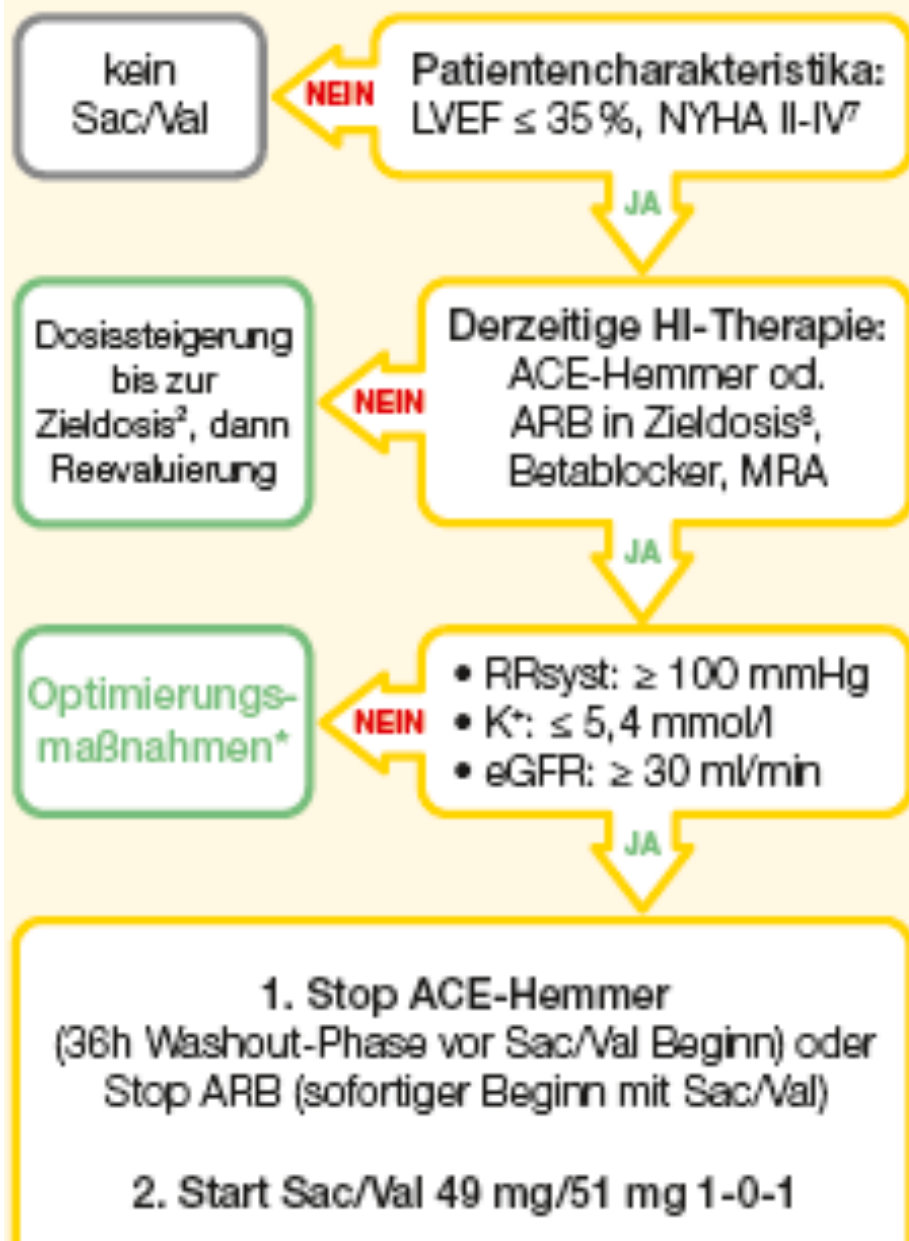 kein
Sac/Val
NEIN
Patientencharakteristika:
LVEF ≤ 35 %, NYHA II-IV⁷
JA
Dosissteigerung
bis zur
Zieldosis², dann
Reevaluierung
NEIN
Derzeitige HI-Therapie:
ACE-Hemmer od.
ARB in Zieldosis⁸,
Betablocker, MRA
JA
Optimierungs-
maßnahmen*
NEIN
• RRsyst: ≥ 100 mmHg
• K⁺: ≤ 5,4 mmol/l
• eGFR: ≥ 30 ml/min
JA
1. Stop ACE-Hemmer
(36h Washout-Phase vor Sac/Val Beginn) oder
Stop ARB (sofortiger Beginn mit Sac/Val)
2. Start Sac/Val 49 mg/51 mg 1-0-1